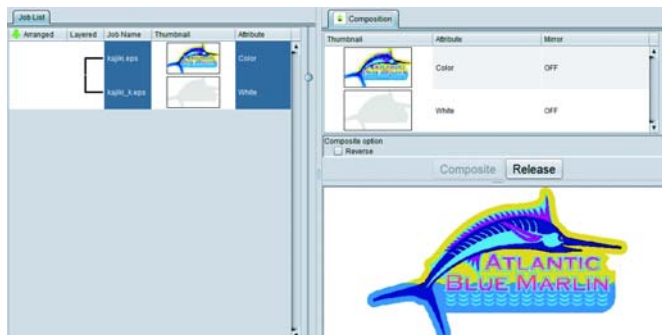 Job List
Arranged Layered Job Name Thumbnail Attribute
kajiki.eps Color
kajiki_k.eps White
Composition
Thumbnail Attribute Mirror
Color OFF
White OFF
Composite option
Reverse
Composite Release
ATLANTIC
BLUE MARLIN